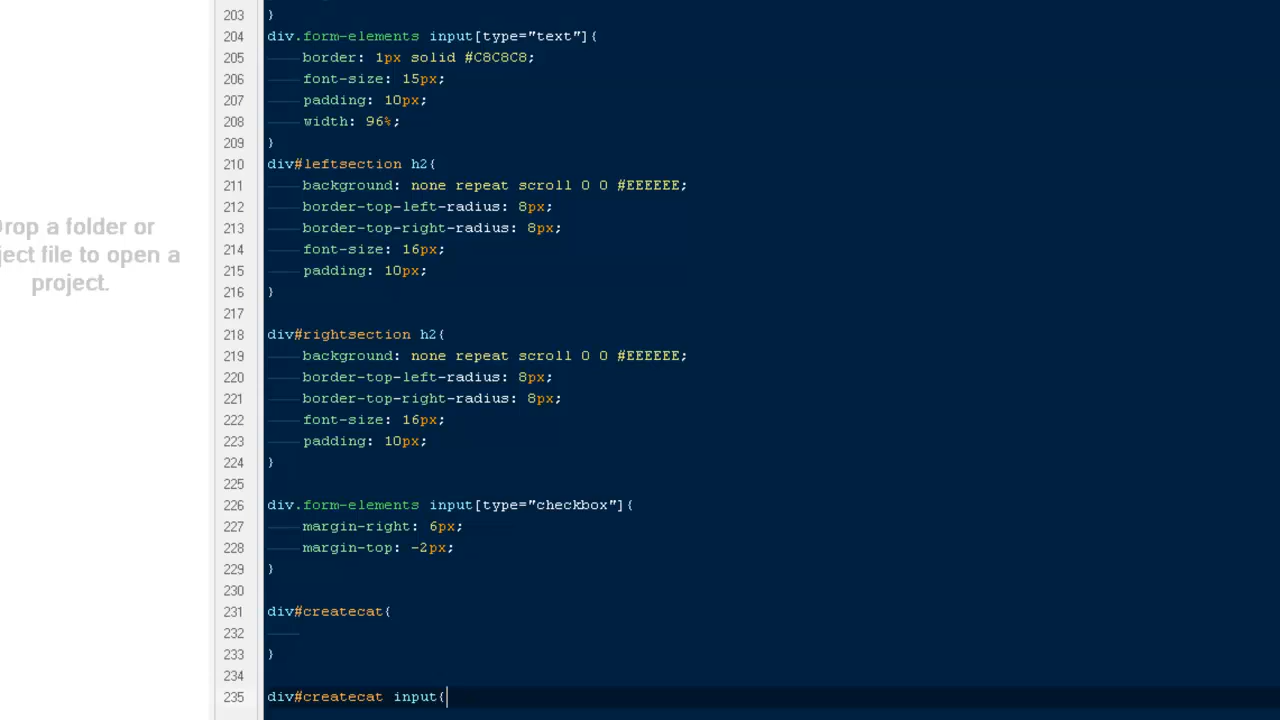 203 }
204 div.form-elements input[type="text"]{
205 border: 1px solid #C8C8C8;
206 font-size: 15px;
207 padding: 10px;
208 width: 96%;
209 }
210 div#leftsection h2{
211 background: none repeat scroll 0 0 #EEEEEE;
212 border-top-left-radius: 8px;
213 border-top-right-radius: 8px;
214 font-size: 16px;
215 padding: 10px;
216 }
217
218 div#rightsection h2{
219 background: none repeat scroll 0 0 #EEEEEE;
220 border-top-left-radius: 8px;
221 border-top-right-radius: 8px;
222 font-size: 16px;
223 padding: 10px;
224 }
225
226 div.form-elements input[type="checkbox"]{
227 margin-right: 6px;
228 margin-top: -2px;
229 }
230
231 div#createcat{
232
233 }
234
235 div#createcat input{
rop a folder or
ject file to open a
project.